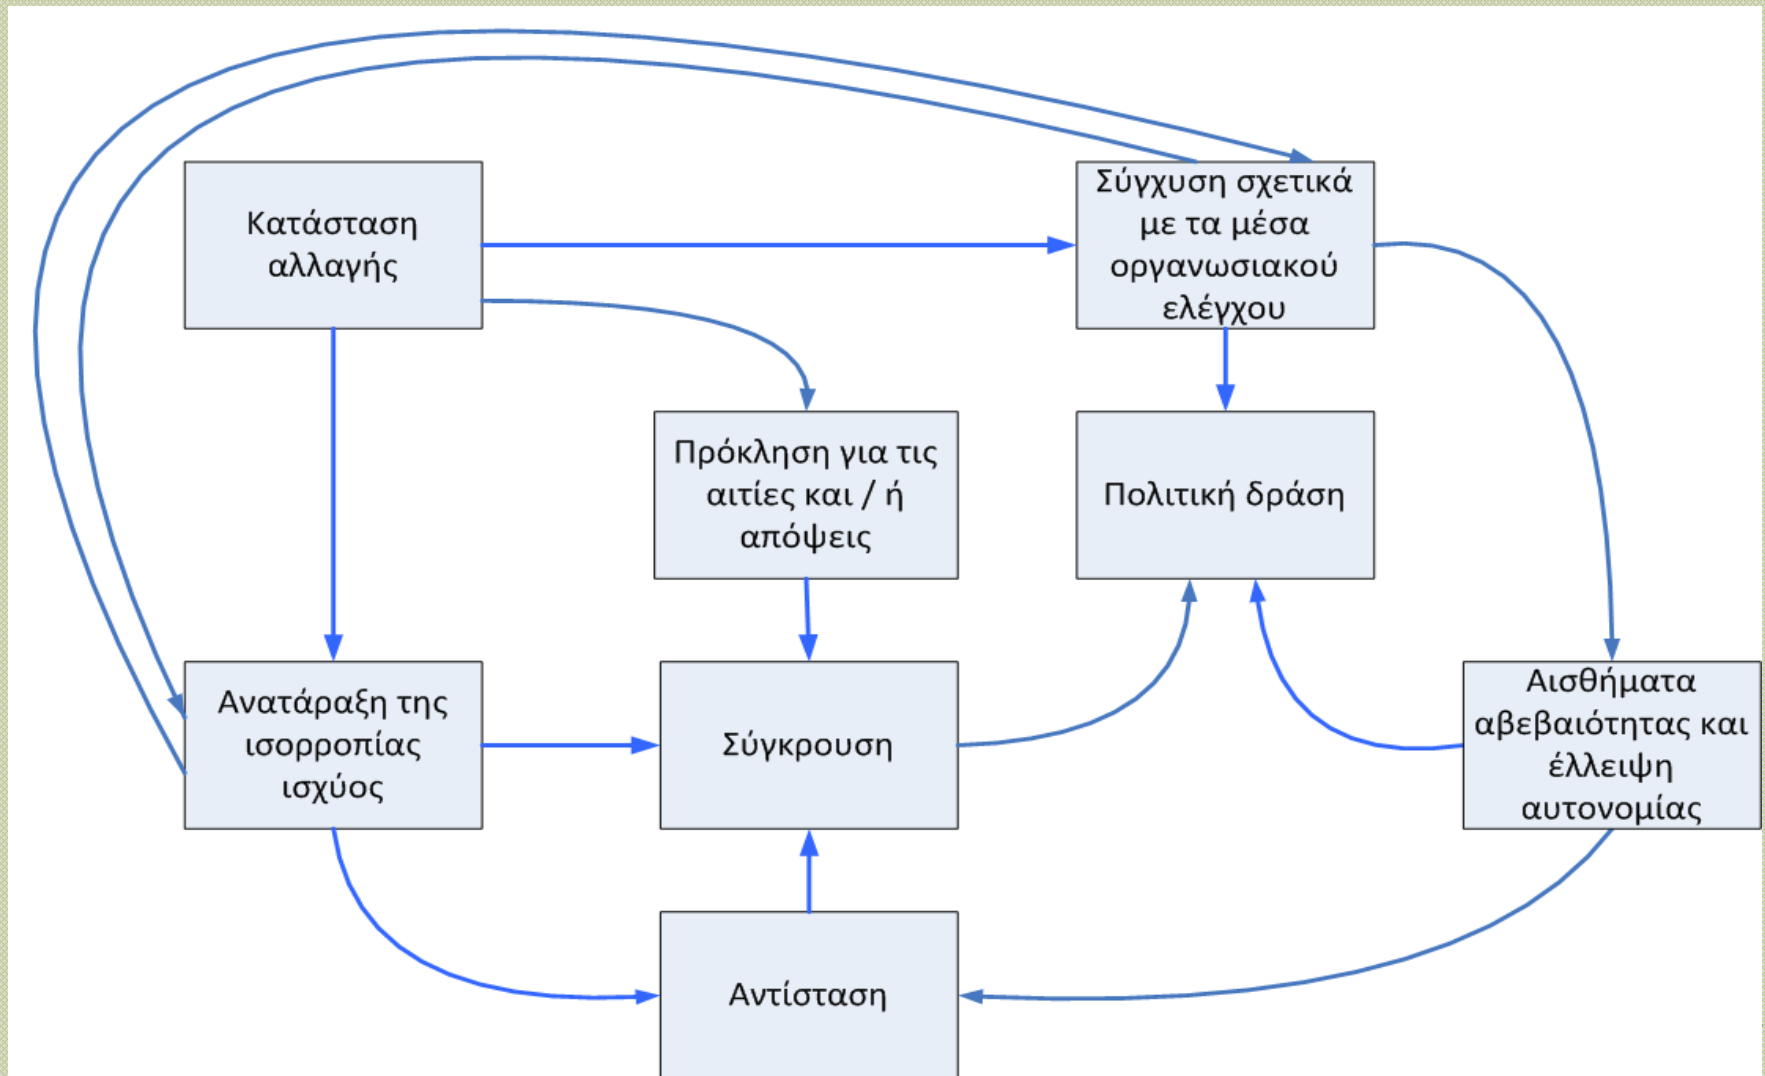 Κατάσταση
αλλαγής
Σύγχυση σχετικά
με τα μέσα
οργανωσιακού
ελέγχου
Πρόκληση για τις
αιτίες και / ή
απόψεις
Πολιτική δράση
Ανατάραξη της
ισορροπίας
ισχύος
Σύγκρουση
Αισθήματα
αβεβαιότητας και
έλλειψη
αυτονομίας
Αντίσταση